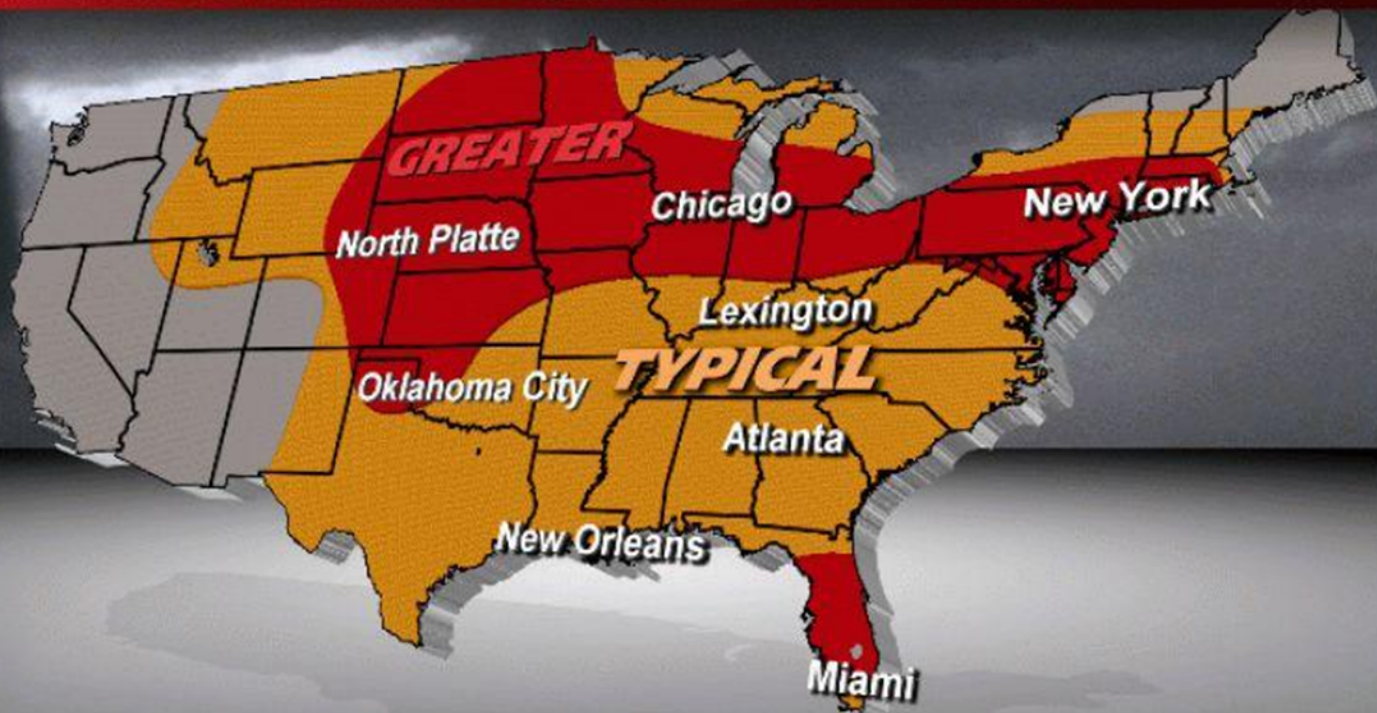 GREATER
Chicago
New York
North Platte
Lexington
TYPICAL
Oklahoma City
Atlanta
New Orleans
Miami